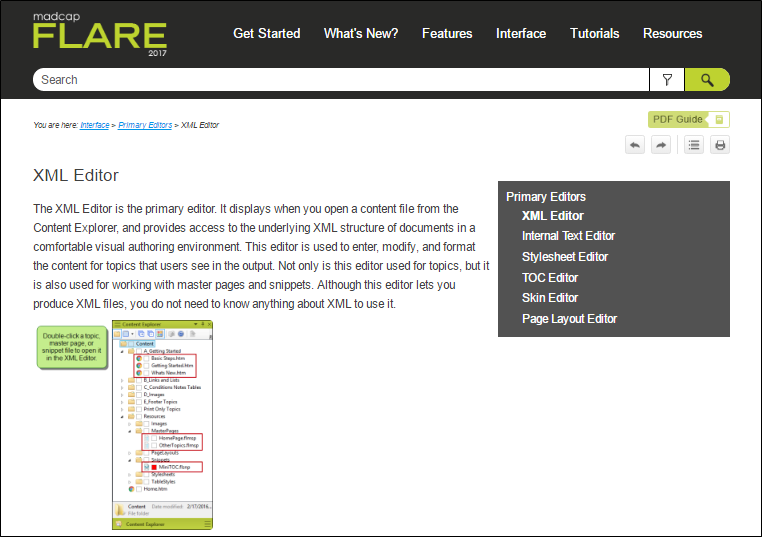 madcap
FLARE
2017
Get Started What's New? Features Interface Tutorials Resources
Search
You are here: Interface > Primary Editors > XML Editor
PDF Guide
XML Editor
The XML Editor is the primary editor. It displays when you open a content file from the
Content Explorer, and provides access to the underlying XML structure of documents in a
comfortable visual authoring environment. This editor is used to enter, modify, and format
the content for topics that users see in the output. Not only is this editor used for topics, but it
is also used for working with master pages and snippets. Although this editor lets you
produce XML files, you do not need to know anything about XML to use it.
Primary Editors
XML Editor
Internal Text Editor
Stylesheet Editor
TOC Editor
Skin Editor
Page Layout Editor
Double-click a topic,
master page, or
snippet file to open it
in the XML Editor.
Content Explorer
Content
A_Getting Started
Basic Steps.htm
Getting Started.htm
Whats New.htm
B_Links and Lists
C_Conditions Notes Tables
D_Images
E_Footer Topics
Print Only Topics
Resources
Images
MasterPages
HomePage.flmsp
OtherTopics.flmsp
PageLayouts
Snippets
MiniTOC.flsnp
Stylesheets
TableStyles
Home.htm
Content Date modified: 2/17/2016...
File folder
Content Explorer